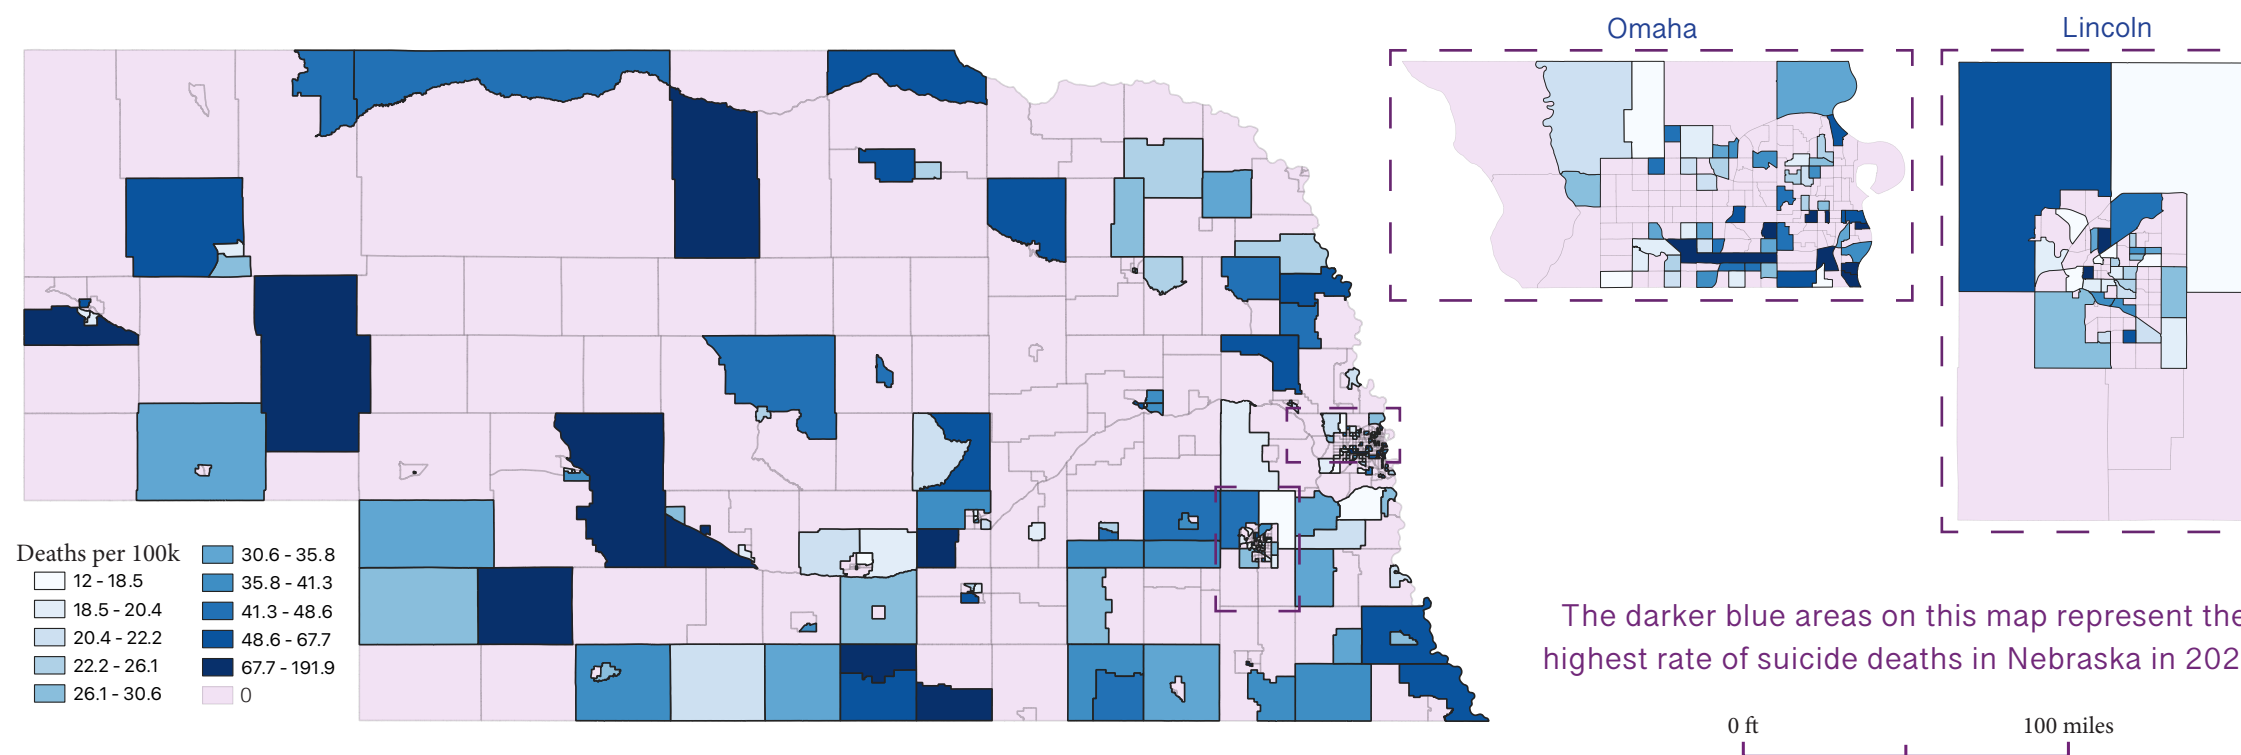 Omaha
Lincoln
Deaths per 100k
12 - 18.5
18.5 - 20.4
20.4 - 22.2
22.2 - 26.1
26.1 - 30.6
30.6 - 35.8
35.8 - 41.3
41.3 - 48.6
48.6 - 67.7
67.7 - 191.9
0
The darker blue areas on this map represent the
highest rate of suicide deaths in Nebraska in 202
0 ft
100 miles